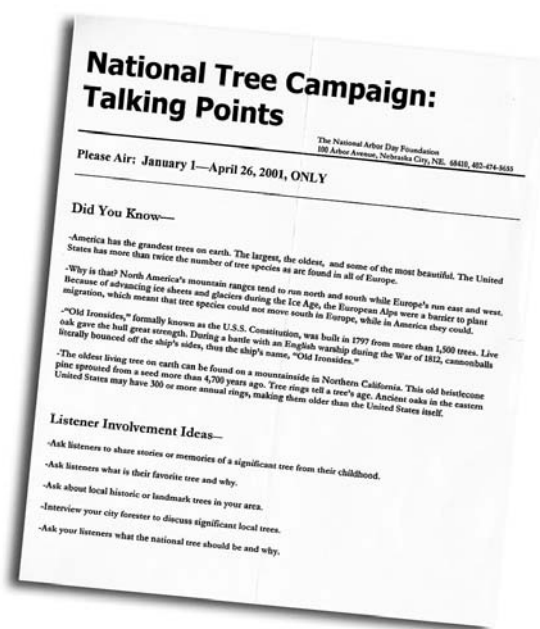 National Tree Campaign:
Talking Points
The National Arbor Day Foundation
100 Arbor Avenue, Nebraska City, NE. 68410, 402-474-5655
Please Air: January 1—April 26, 2001, ONLY
Did You Know—
-America has the grandest trees on earth. The largest, the oldest, and some of the most beautiful. The United
States has more than twice the number of tree species as are found in all of Europe.
-Why is that? North America's mountain ranges tend to run north and south while Europe's run east and west.
Because of advancing ice sheets and glaciers during the Ice Age, the European Alps were a barrier to plant
migration, which meant that tree species could not move south in Europe, while in America they could.
-"Old Ironsides," formally known as the U.S.S. Constitution, was built in 1797 from more than 1,500 trees. Live
oak gave the hull great strength. During a battle with an English warship during the War of 1812, cannonballs
literally bounced off the ship's sides, thus the ship's name, "Old Ironsides."
-The oldest living tree on earth can be found on a mountainside in Northern California. This old bristlecone
pine sprouted from a seed more than 4,700 years ago. Tree rings tell a tree's age. Ancient oaks in the eastern
United States may have 300 or more annual rings, making them older than the United States itself.
Listener Involvement Ideas—
-Ask listeners to share stories or memories of a significant tree from their childhood.
-Ask listeners what is their favorite tree and why.
-Ask about local historic or landmark trees in your area.
-Interview your city forester to discuss significant local trees.
-Ask your listeners what the national tree should be and why.